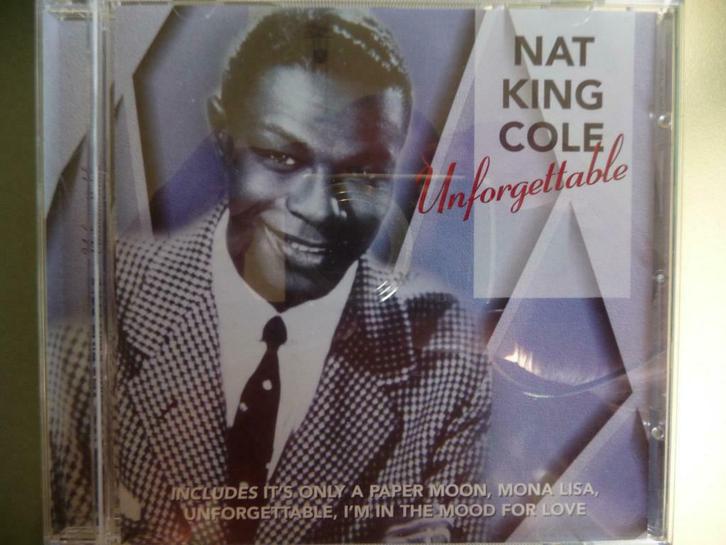 NAT
KING
COLE
Unforgettable
INCLUDES IT'S ONLY A PAPER MOON, MONA LISA,
UNFORGETTABLE, I'M IN THE MOOD FOR LOVE